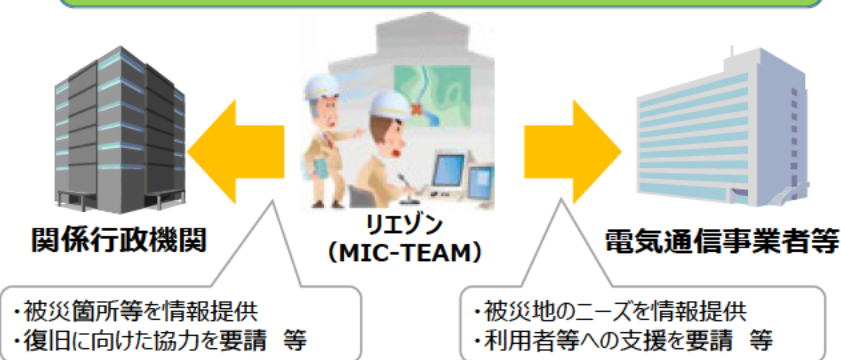 関係行政機関
リエゾン
（MIC-TEAM）
電気通信事業者等
・被災箇所等を情報提供
・復旧に向けた協力を要請 等
・被災地のニーズを情報提供
・利用者等への支援を要請 等